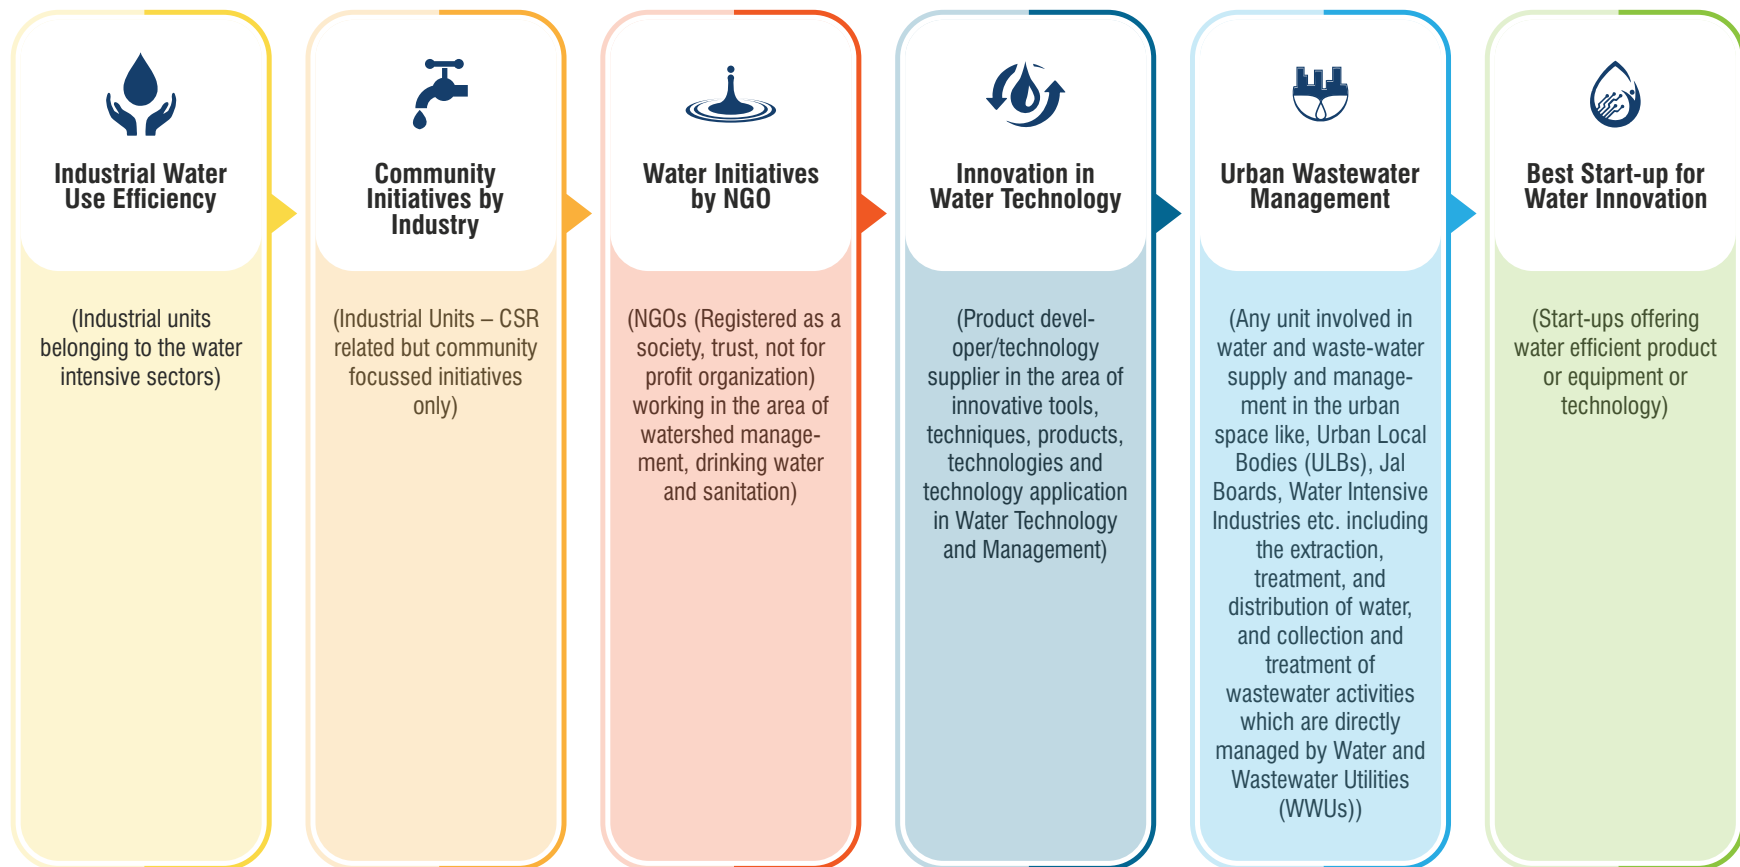 Industrial Water
Use Efficiency
(Industrial units
belonging to the water
intensive sectors)
Community
Initiatives by
Industry
(Industrial Units – CSR
related but community
focussed initiatives
only)
Water Initiatives
by NGO
(NGOs (Registered as a
society, trust, not for
profit organization)
working in the area of
watershed manage-
ment, drinking water
and sanitation)
Innovation in
Water Technology
(Product devel-
oper/technology
supplier in the area of
innovative tools,
techniques, products,
technologies and
technology application
in Water Technology
and Management)
Urban Wastewater
Management
(Any unit involved in
water and waste-water
supply and manage-
ment in the urban
space like, Urban Local
Bodies (ULBs), Jal
Boards, Water Intensive
Industries etc. including
the extraction,
treatment, and
distribution of water,
and collection and
treatment of
wastewater activities
which are directly
managed by Water and
Wastewater Utilities
(WWUs))
Best Start-up for
Water Innovation
(Start-ups offering
water efficient product
or equipment or
technology)